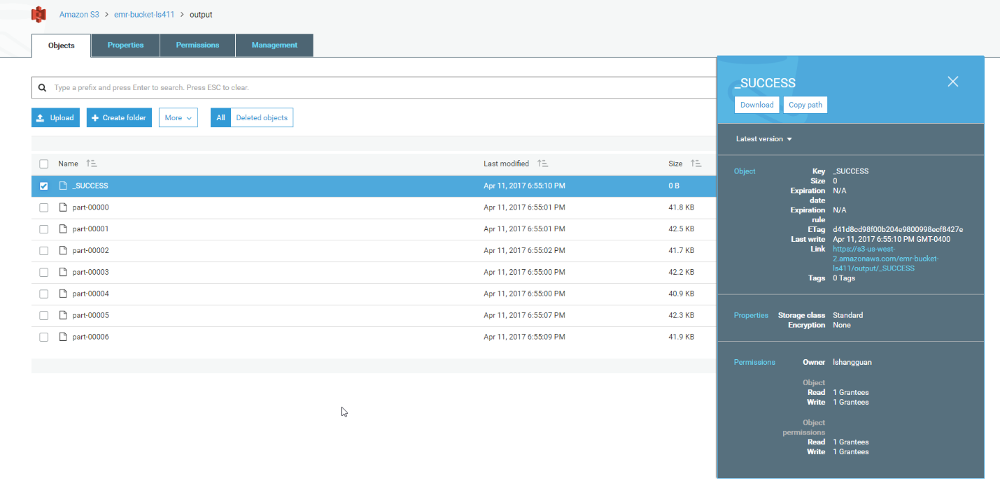 Amazon S3 > emr-bucket-ls411 > output
Objects Properties Permissions Management
Type a prefix and press Enter to search. Press ESC to clear.
Upload Create folder More All Deleted objects
Name Last modified Size
_SUCCESS Apr 11, 2017 6:55:10 PM 0 B
part-00000 Apr 11, 2017 6:55:01 PM 41.8 KB
part-00001 Apr 11, 2017 6:55:01 PM 42.5 KB
part-00002 Apr 11, 2017 6:55:02 PM 41.7 KB
part-00003 Apr 11, 2017 6:55:00 PM 42.2 KB
part-00004 Apr 11, 2017 6:55:00 PM 40.9 KB
part-00005 Apr 11, 2017 6:55:07 PM 42.3 KB
part-00006 Apr 11, 2017 6:55:09 PM 41.9 KB
_SUCCESS
Download Copy path
Latest version
Object Key _SUCCESS
Size 0
Expiration N/A
date
Expiration N/A
rule
ETag d41d8cd98f00b204e9800998ecf8427e
Last write Apr 11, 2017 6:55:10 PM GMT-0400
Link https://s3-us-west-
2.amazonaws.com/emr-bucket-
ls411/output/_SUCCESS
Tags 0 Tags
Properties Storage class Standard
Encryption None
Permissions Owner lshangguan
Object
Read 1 Grantees
Write 1 Grantees
Object
permissions
Read 1 Grantees
Write 1 Grantees